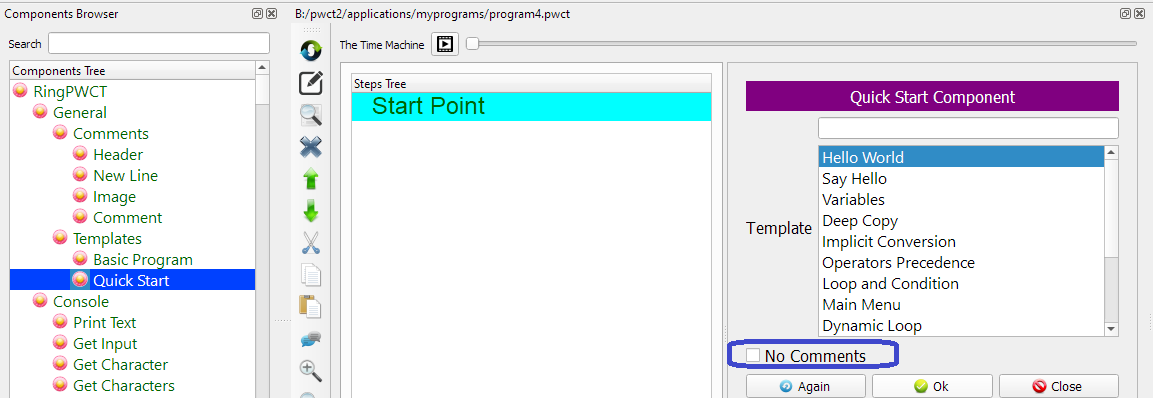 Components Browser
Search
Components Tree
RingPWCT
General
Comments
Header
New Line
Image
Comment
Templates
Basic Program
Quick Start
Console
Print Text
Get Input
Get Character
Get Characters
B:/pwct2/applications/myprograms/program4.pwct
The Time Machine
Steps Tree
Start Point
Quick Start Component
Template
Hello World
Say Hello
Variables
Deep Copy
Implicit Conversion
Operators Precedence
Loop and Condition
Main Menu
Dynamic Loop
No Comments
Again
Ok
Close